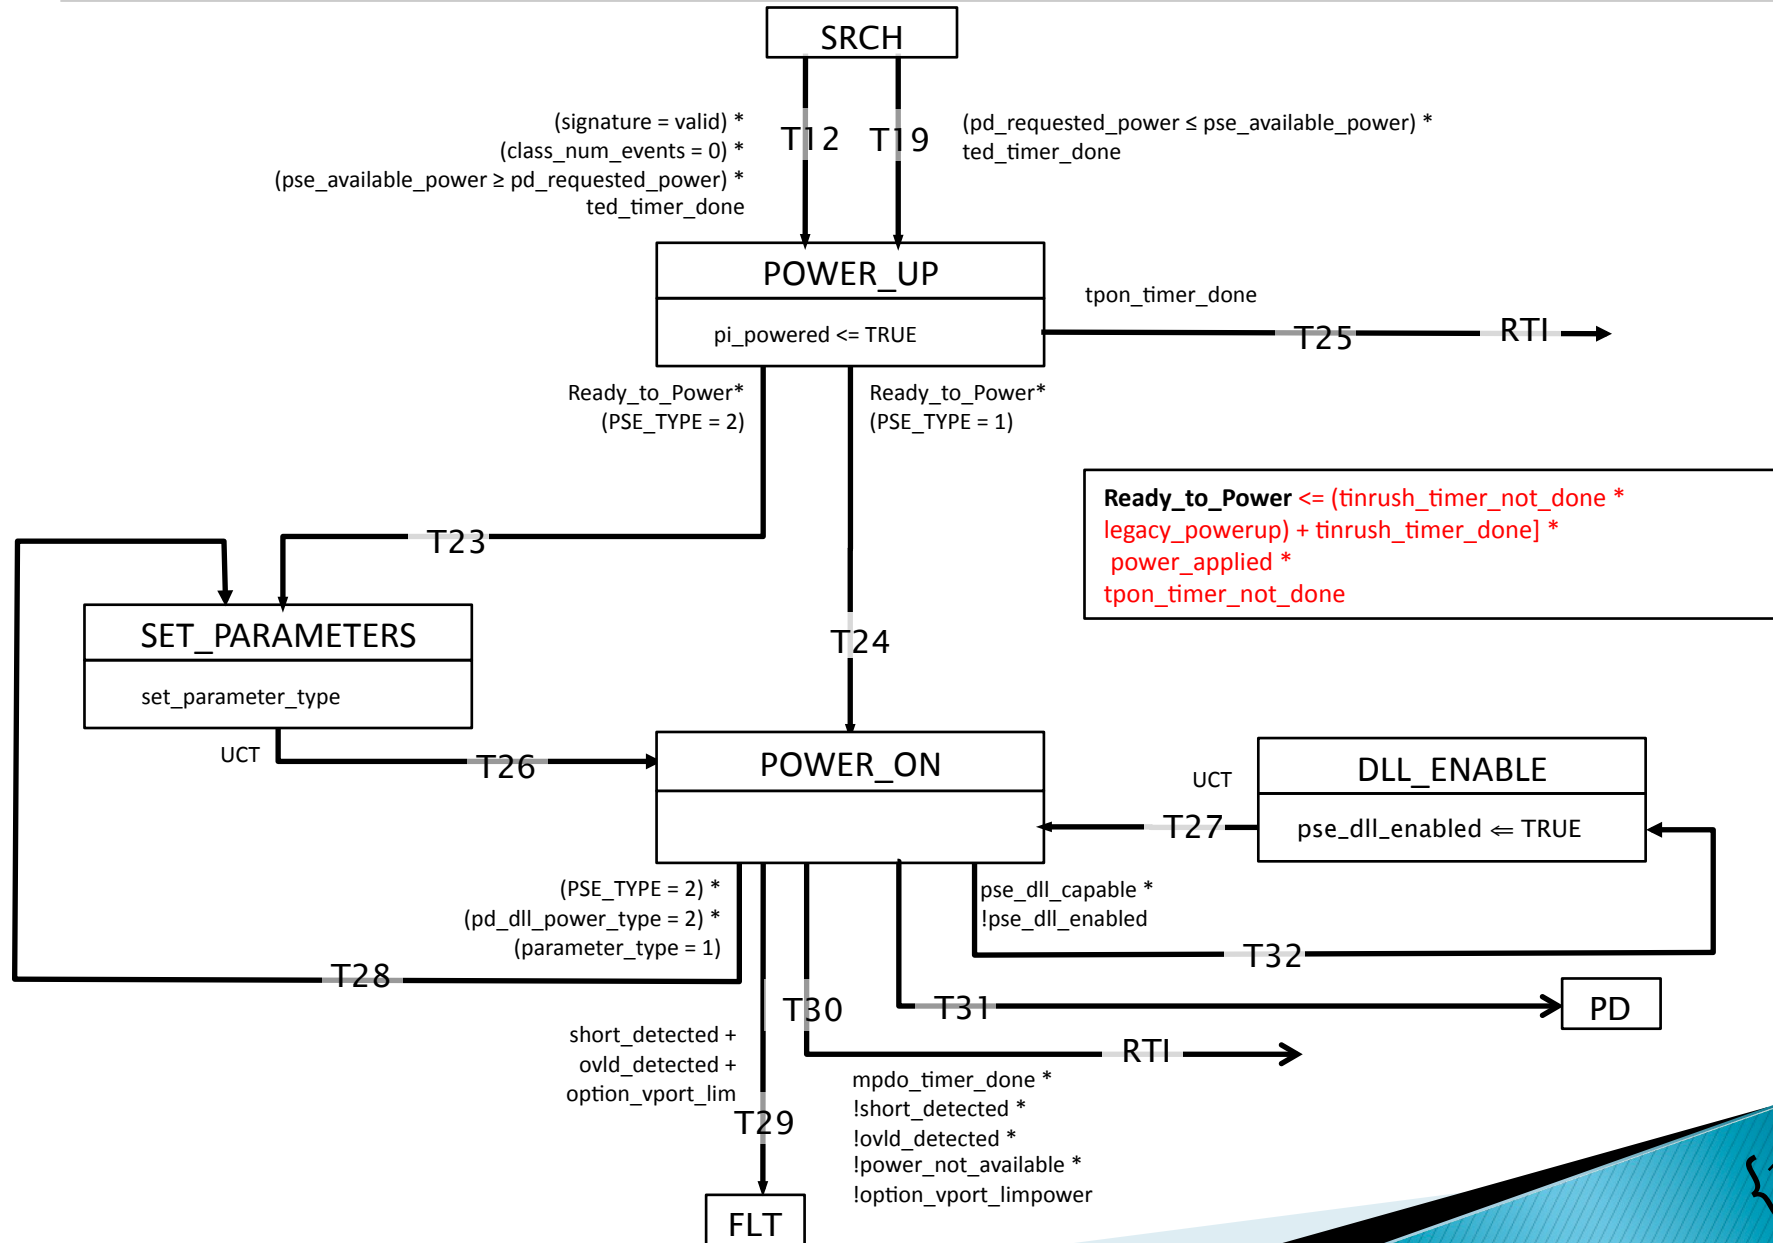 SRCH
(signature = valid) *
(class_num_events = 0) *
(pse_available_power ≥ pd_requested_power) *
ted_timer_done
T12
T19
(pd_requested_power ≤ pse_available_power) *
ted_timer_done
POWER_UP
pi_powered <= TRUE
tpon_timer_done
T25
RTI
Ready_to_Power*
(PSE_TYPE = 2)
Ready_to_Power*
(PSE_TYPE = 1)
Ready_to_Power <= (tinrush_timer_not_done *
legacy_powerup) + tinrush_timer_done] *
power_applied *
tpon_timer_not_done
T23
T24
SET_PARAMETERS
set_parameter_type
UCT
T26
POWER_ON
UCT
T27
DLL_ENABLE
pse_dll_enabled ⇐ TRUE
(PSE_TYPE = 2) *
(pd_dll_power_type = 2) *
(parameter_type = 1)
pse_dll_capable *
!pse_dll_enabled
T32
T28
T30
T31
PD
short_detected +
ovld_detected +
option_vport_lim
T29
RTI
mpdo_timer_done *
!short_detected *
!ovld_detected *
!power_not_available *
!option_vport_limpower
FLT